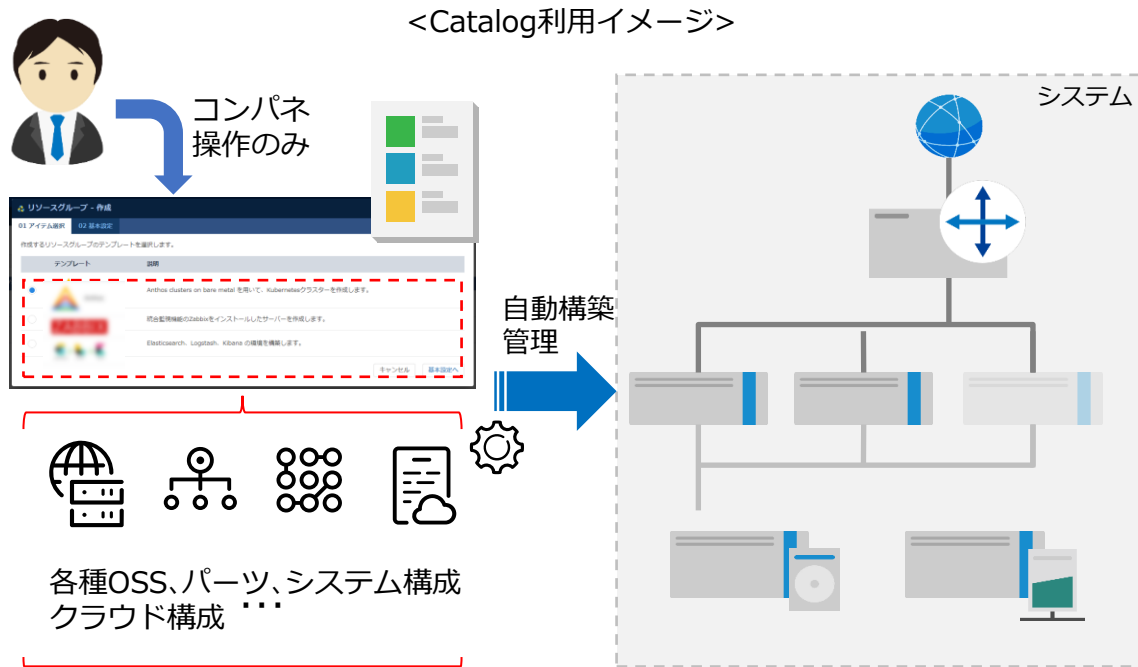 <Catalog利用イメージ>
コンパネ
操作のみ
システム
リソースグループ - 作成
01 アイテム選択 02 基本設定
作成するリソースグループのテンプレートを選択します。
テンプレート 説明
Anthos clusters on bare metal を用いて、Kubernetesクラスターを作成します。
ZABBIX
統合監視機能のZabbixをインストールしたサーバーを作成します。
Elasticsearch、Logstash、Kibana の環境を構築します。
キャンセル 基本設定へ
自動構築
管理
各種OSS、パーツ、システム構成
クラウド構成 ･･･